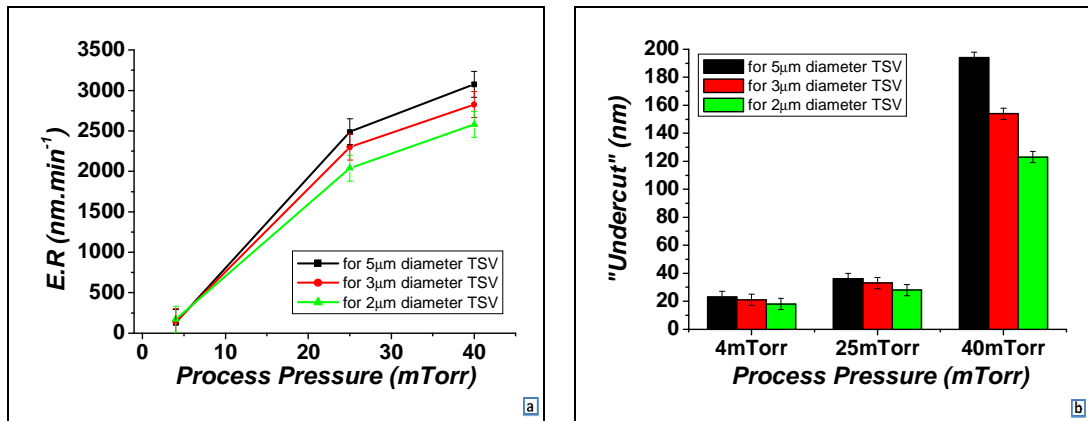 3500
3000
2500
2000
1500
1000
500
0
E.R (nm.min⁻¹)
for 5μm diameter TSV
for 3μm diameter TSV
for 2μm diameter TSV
0 10 20 30 40
Process Pressure (mTorr)
a
200
180
160
140
120
100
80
60
40
20
0
"Undercut" (nm)
for 5μm diameter TSV
for 3μm diameter TSV
for 2μm diameter TSV
4mTorr 25mTorr 40mTorr
Process Pressure (mTorr)
b